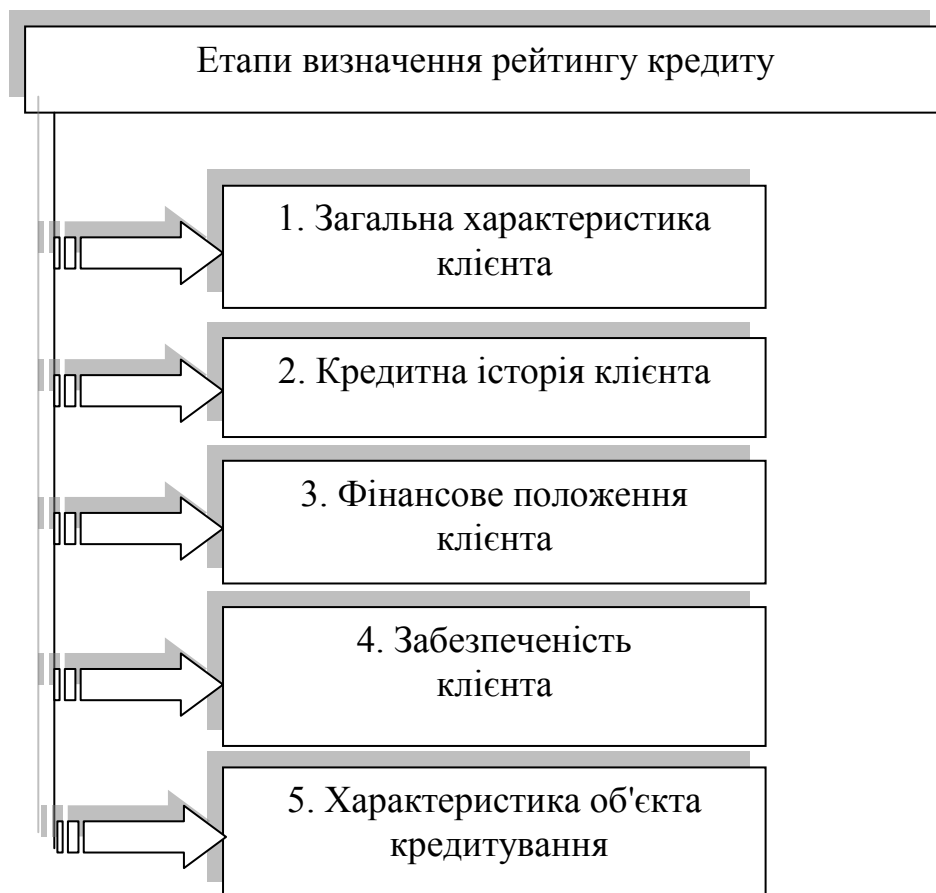 Етапи визначення рейтингу кредиту
1. Загальна характеристика
клієнта
2. Кредитна історія клієнта
3. Фінансове положення
клієнта
4. Забезпеченість
клієнта
5. Характеристика об'єкта
кредитування